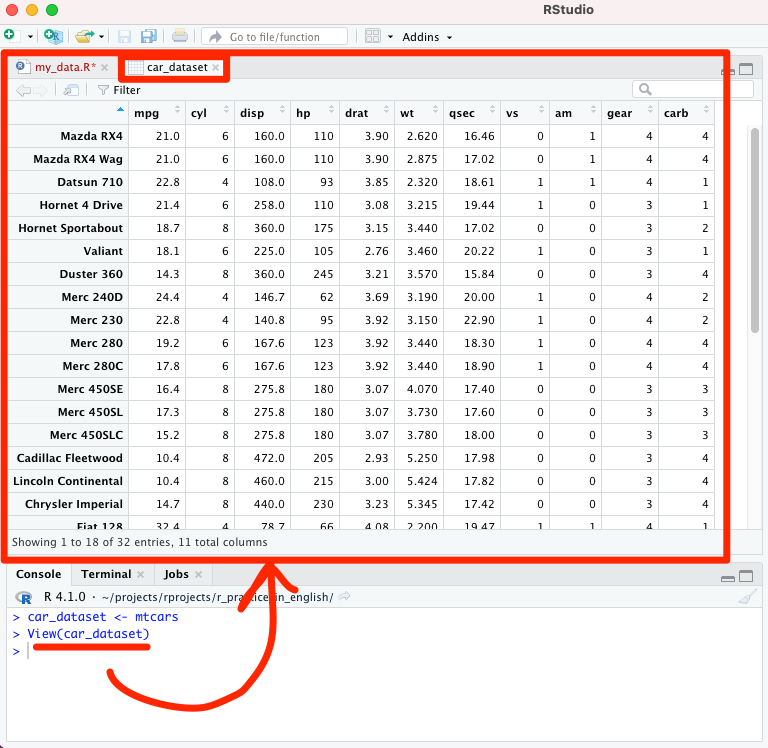 RStudio
Go to file/function Addins
my_data.R* car_dataset
Filter
mpg cyl disp hp drat wt qsec vs am gear carb
Mazda RX4 21.0 6 160.0 110 3.90 2.620 16.46 0 1 4 4
Mazda RX4 Wag 21.0 6 160.0 110 3.90 2.875 17.02 0 1 4 4
Datsun 710 22.8 4 108.0 93 3.85 2.320 18.61 1 1 4 1
Hornet 4 Drive 21.4 6 258.0 110 3.08 3.215 19.44 1 0 3 1
Hornet Sportabout 18.7 8 360.0 175 3.15 3.440 17.02 0 0 3 2
Valiant 18.1 6 225.0 105 2.76 3.460 20.22 1 0 3 1
Duster 360 14.3 8 360.0 245 3.21 3.570 15.84 0 0 3 4
Merc 240D 24.4 4 146.7 62 3.69 3.190 20.00 1 0 4 2
Merc 230 22.8 4 140.8 95 3.92 3.150 22.90 1 0 4 2
Merc 280 19.2 6 167.6 123 3.92 3.440 18.30 1 0 4 4
Merc 280C 17.8 6 167.6 123 3.92 3.440 18.90 1 0 4 4
Merc 450SE 16.4 8 275.8 180 3.07 4.070 17.40 0 0 3 3
Merc 450SL 17.3 8 275.8 180 3.07 3.730 17.60 0 0 3 3
Merc 450SLC 15.2 8 275.8 180 3.07 3.780 18.00 0 0 3 3
Cadillac Fleetwood 10.4 8 472.0 205 2.93 5.250 17.98 0 0 3 4
Lincoln Continental 10.4 8 460.0 215 3.00 5.424 17.82 0 0 3 4
Chrysler Imperial 14.7 8 440.0 230 3.23 5.345 17.42 0 0 3 4
Fiat 128 32.4 4 78.7 66 4.08 2.200 19.47 1 1 4 1
Showing 1 to 18 of 32 entries, 11 total columns
Console Terminal Jobs
R R 4.1.0 · ~/projects/rprojects/r_practice_in_english/
> car_dataset <- mtcars
> View(car_dataset)
>